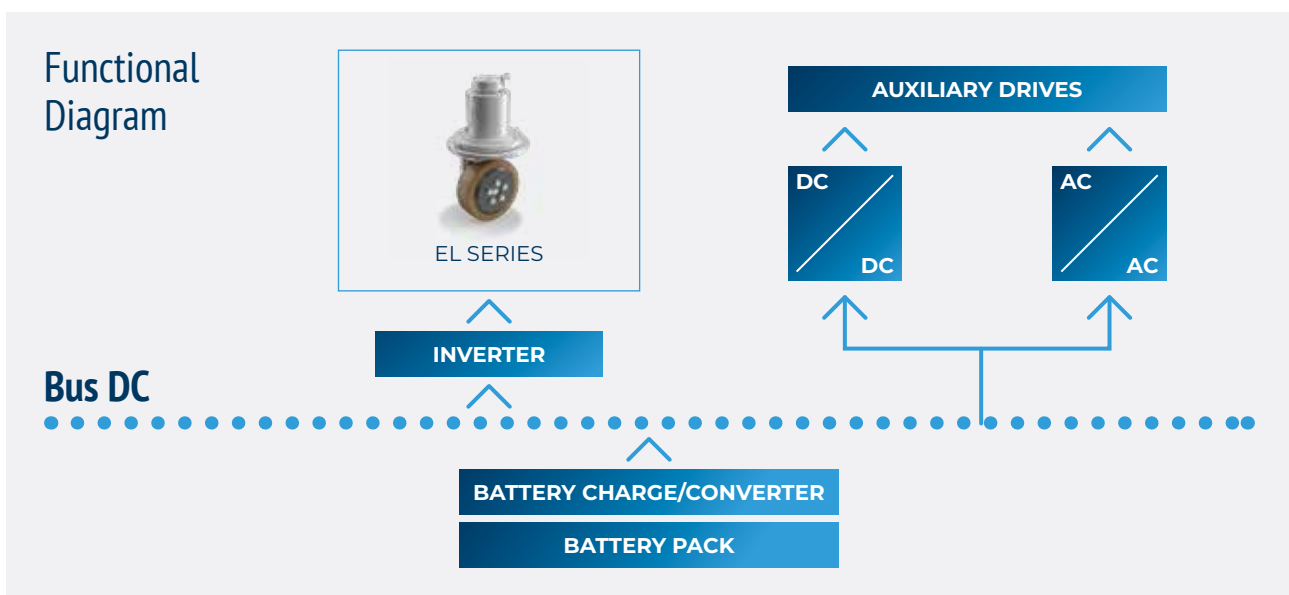 Functional
Diagram
EL SERIES
AUXILIARY DRIVES
DC
DC
AC
AC
INVERTER
Bus DC
BATTERY CHARGE/CONVERTER
BATTERY PACK